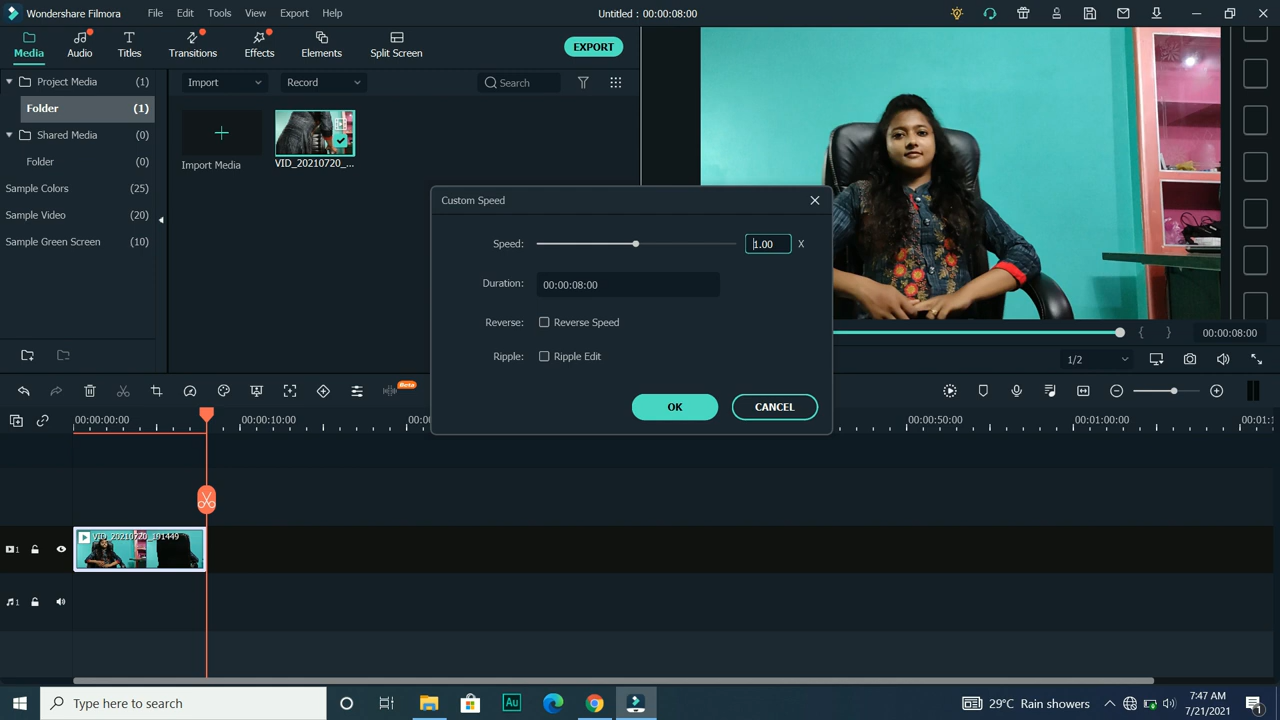 Wondershare Filmora
File Edit Tools View Export Help
Untitled : 00:00:08:00
Media Audio Titles Transitions Effects Elements Split Screen
EXPORT
Project Media (1)
Folder (1)
Shared Media (0)
Folder (0)
Sample Colors (25)
Sample Video (20)
Sample Green Screen (10)
Import Record Search
Import Media
VID_20210720_...
Custom Speed
Speed: 1.00 X
Duration: 00:00:08:00
Reverse: Reverse Speed
Ripple: Ripple Edit
OK CANCEL
00:00:08:00
1/2
Beta
00:00:00:00 00:00:10:00 00:00:50:00 00:01:00:00
VID_20210720_191449
1
1
Type here to search
Au
29°C Rain showers
7:47 AM
7/21/2021
1